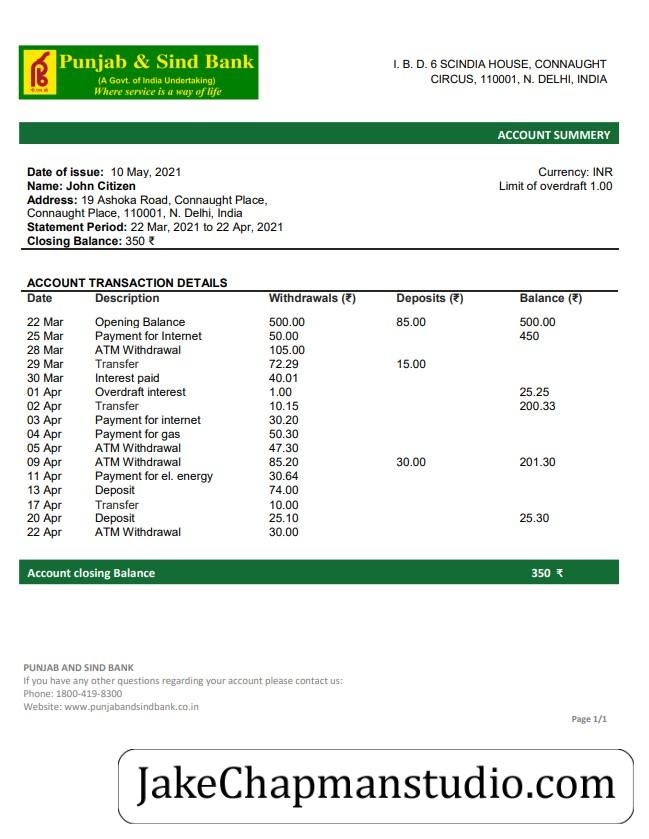 Punjab & Sind Bank
(A Govt. of India Undertaking)
Where service is a way of life
I. B. D. 6 SCINDIA HOUSE, CONNAUGHT
CIRCUS, 110001, N. DELHI, INDIA
ACCOUNT SUMMERY
Date of issue: 10 May, 2021
Currency: INR
Name: John Citizen
Limit of overdraft 1.00
Address: 19 Ashoka Road, Connaught Place,
Connaught Place, 110001, N. Delhi, India
Statement Period: 22 Mar, 2021 to 22 Apr, 2021
Closing Balance: 350 ₹
ACCOUNT TRANSACTION DETAILS
Date Description Withdrawals (₹) Deposits (₹) Balance (₹)
22 Mar Opening Balance 500.00 85.00 500.00
25 Mar Payment for Internet 50.00 450
28 Mar ATM Withdrawal 105.00
29 Mar Transfer 72.29 15.00
30 Mar Interest paid 40.01
01 Apr Overdraft interest 1.00 25.25
02 Apr Transfer 10.15 200.33
03 Apr Payment for internet 30.20
04 Apr Payment for gas 50.30
05 Apr ATM Withdrawal 47.30
09 Apr ATM Withdrawal 85.20 30.00 201.30
11 Apr Payment for el. energy 30.64
13 Apr Deposit 74.00
17 Apr Transfer 10.00
20 Apr Deposit 25.10 25.30
22 Apr ATM Withdrawal 30.00
Account closing Balance 350 ₹
PUNJAB AND SIND BANK
If you have any other questions regarding your account please contact us:
Phone: 1800-419-8300
Website: www.punjabandsindbank.co.in
Page 1/1
JakeChapmanstudio.com